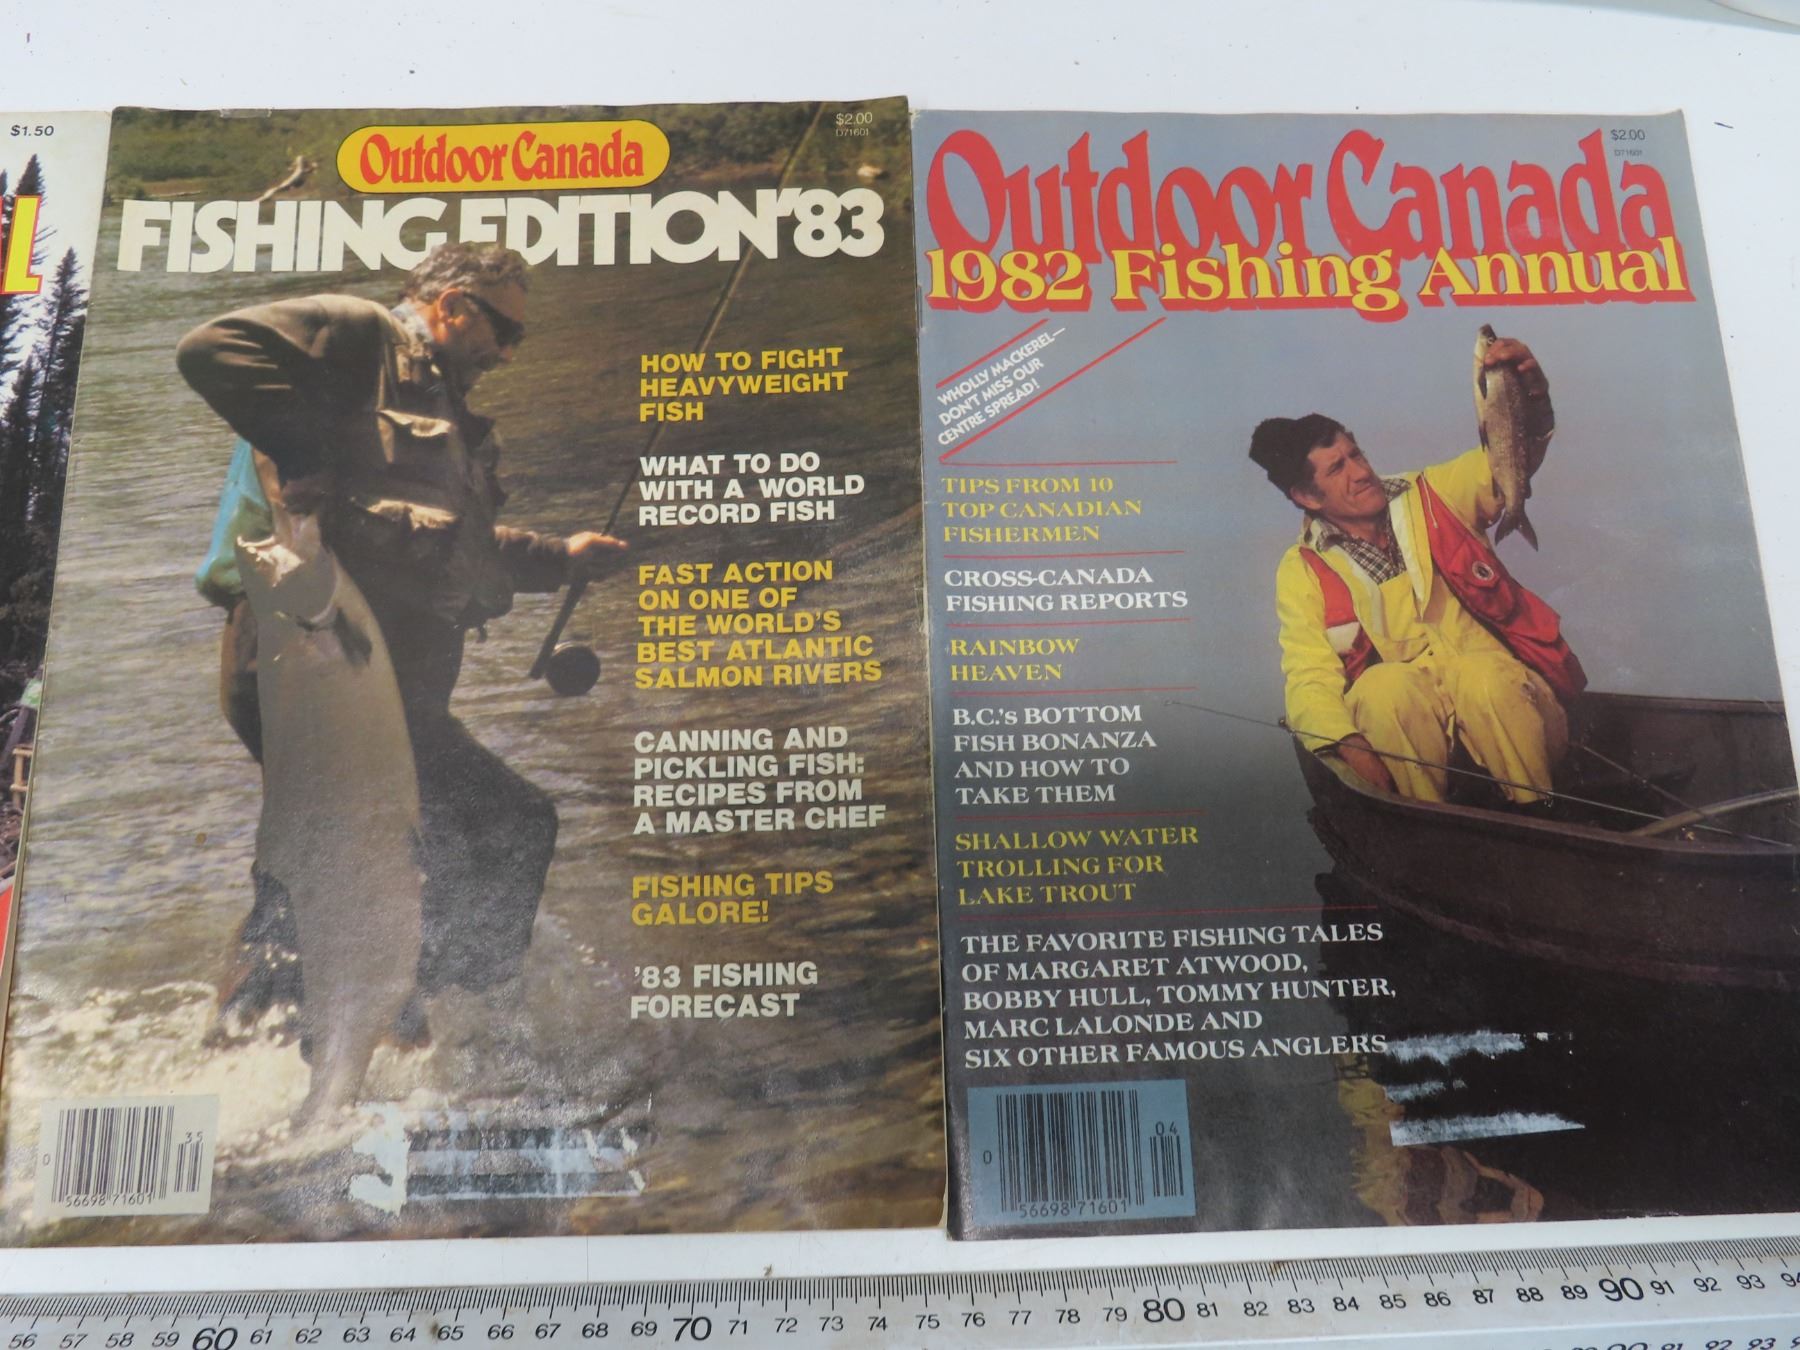 $1.50
Outdoor Canada
$2.00
D71601
FISHING EDITION '83
HOW TO FIGHT
HEAVYWEIGHT
FISH
WHAT TO DO
WITH A WORLD
RECORD FISH
FAST ACTION
ON ONE OF
THE WORLD'S
BEST ATLANTIC
SALMON RIVERS
CANNING AND
PICKLING FISH:
RECIPES FROM
A MASTER CHEF
FISHING TIPS
GALORE!
'83 FISHING
FORECAST
35
0
56698 71601
Outdoor Canada
$2.00
D71601
1982 Fishing Annual
WHOLLY MACKEREL—
DON'T MISS OUR
CENTRE SPREAD!
TIPS FROM 10
TOP CANADIAN
FISHERMEN
CROSS-CANADA
FISHING REPORTS
RAINBOW
HEAVEN
B.C.'s BOTTOM
FISH BONANZA
AND HOW TO
TAKE THEM
SHALLOW WATER
TROLLING FOR
LAKE TROUT
THE FAVORITE FISHING TALES
OF MARGARET ATWOOD,
BOBBY HULL, TOMMY HUNTER,
MARC LALONDE AND
SIX OTHER FAMOUS ANGLERS
04
0
56698 71601
56 57 58 59 60 61 62 63 64 65 66 67 68 69 70 71 72 73 74 75 76 77 78 79 80 81 82 83 84 85 86 87 88 89 90 91 92 93 94